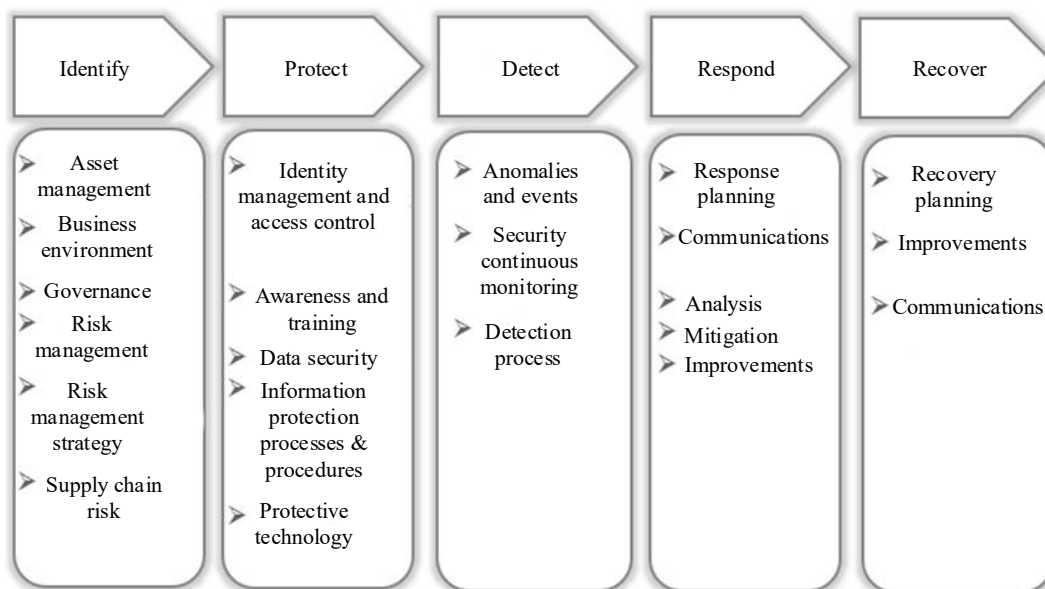 Identify
Protect
Detect
Respond
Recover
Asset
management
Business
environment
Governance
Risk
management
Risk
management
strategy
Supply chain
risk
Identity
management and
access control
Awareness and
training
Data security
Information
protection
processes &
procedures
Protective
technology
Anomalies
and events
Security
continuous
monitoring
Detection
process
Response
planning
Communications
Analysis
Mitigation
Improvements
Recovery
planning
Improvements
Communications